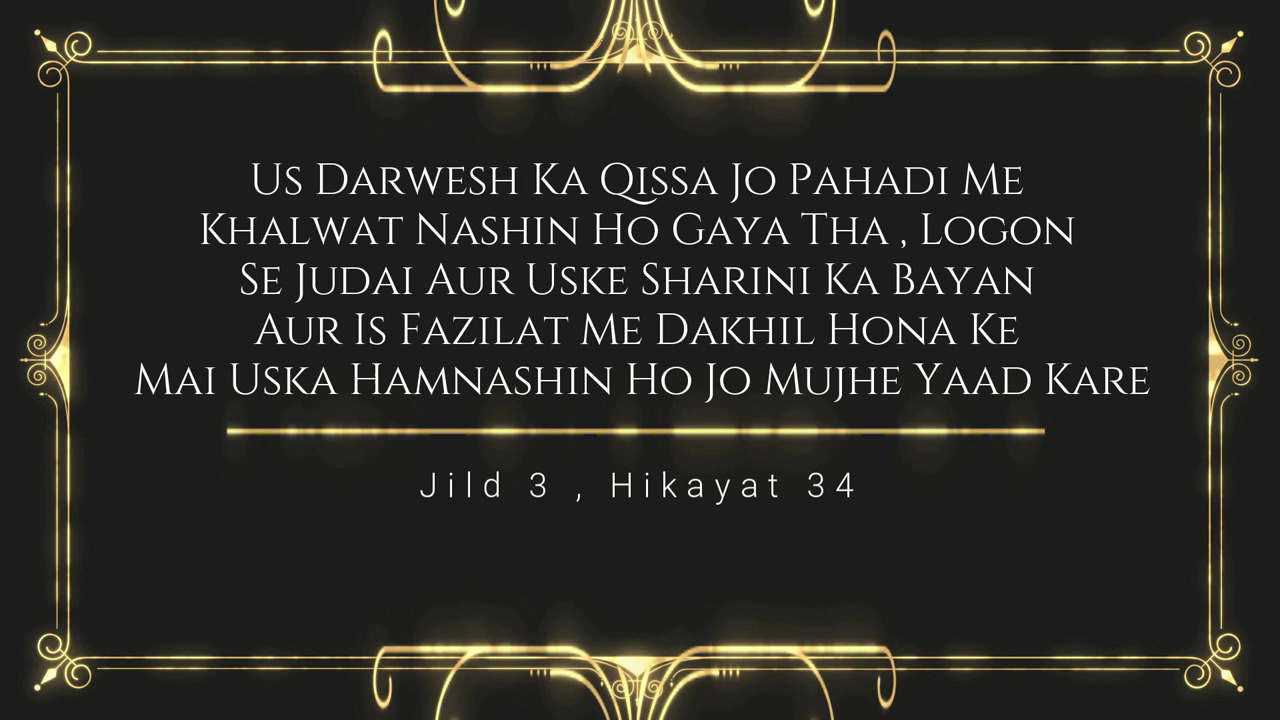 Us Darwesh Ka Qissa Jo Pahadi Me
Khalwat Nashin Ho Gaya Tha , Logon
Se Judai Aur Uske Sharini Ka Bayan
Aur Is Fazilat Me Dakhil Hona Ke
Mai Uska Hamnashin Ho Jo Mujhe Yaad Kare
Jild 3 , Hikayat 34